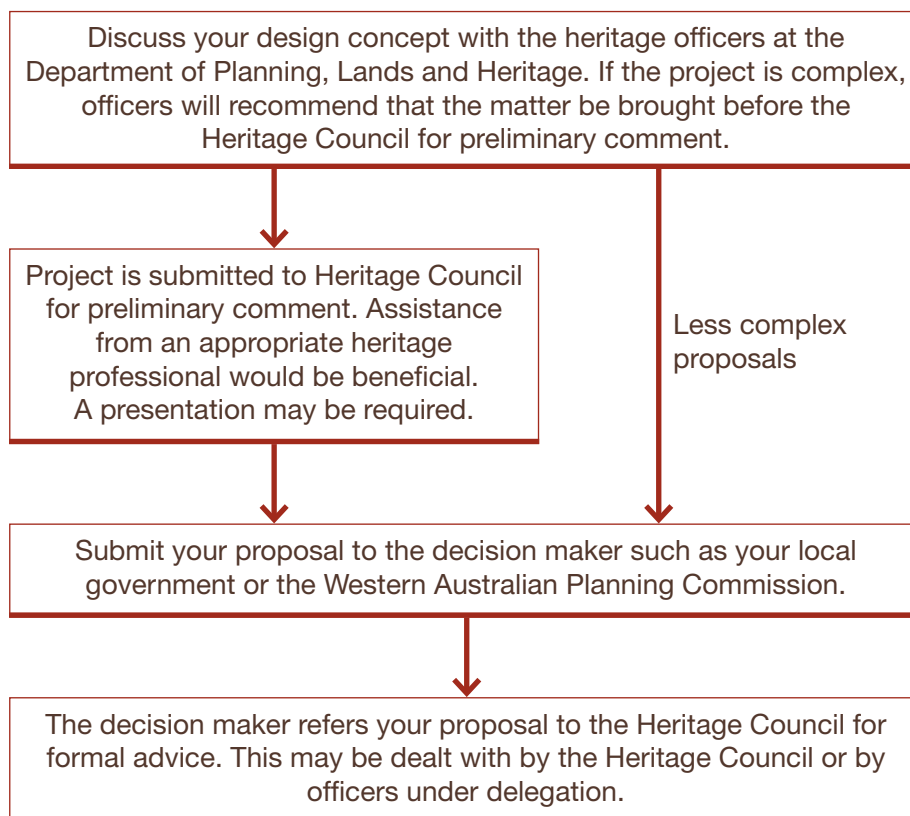 Discuss your design concept with the heritage officers at the
Department of Planning, Lands and Heritage. If the project is complex,
officers will recommend that the matter be brought before the
Heritage Council for preliminary comment.
Project is submitted to Heritage Council
for preliminary comment. Assistance
from an appropriate heritage
professional would be beneficial.
A presentation may be required.
Less complex
proposals
Submit your proposal to the decision maker such as your local
government or the Western Australian Planning Commission.
The decision maker refers your proposal to the Heritage Council for
formal advice. This may be dealt with by the Heritage Council or by
officers under delegation.